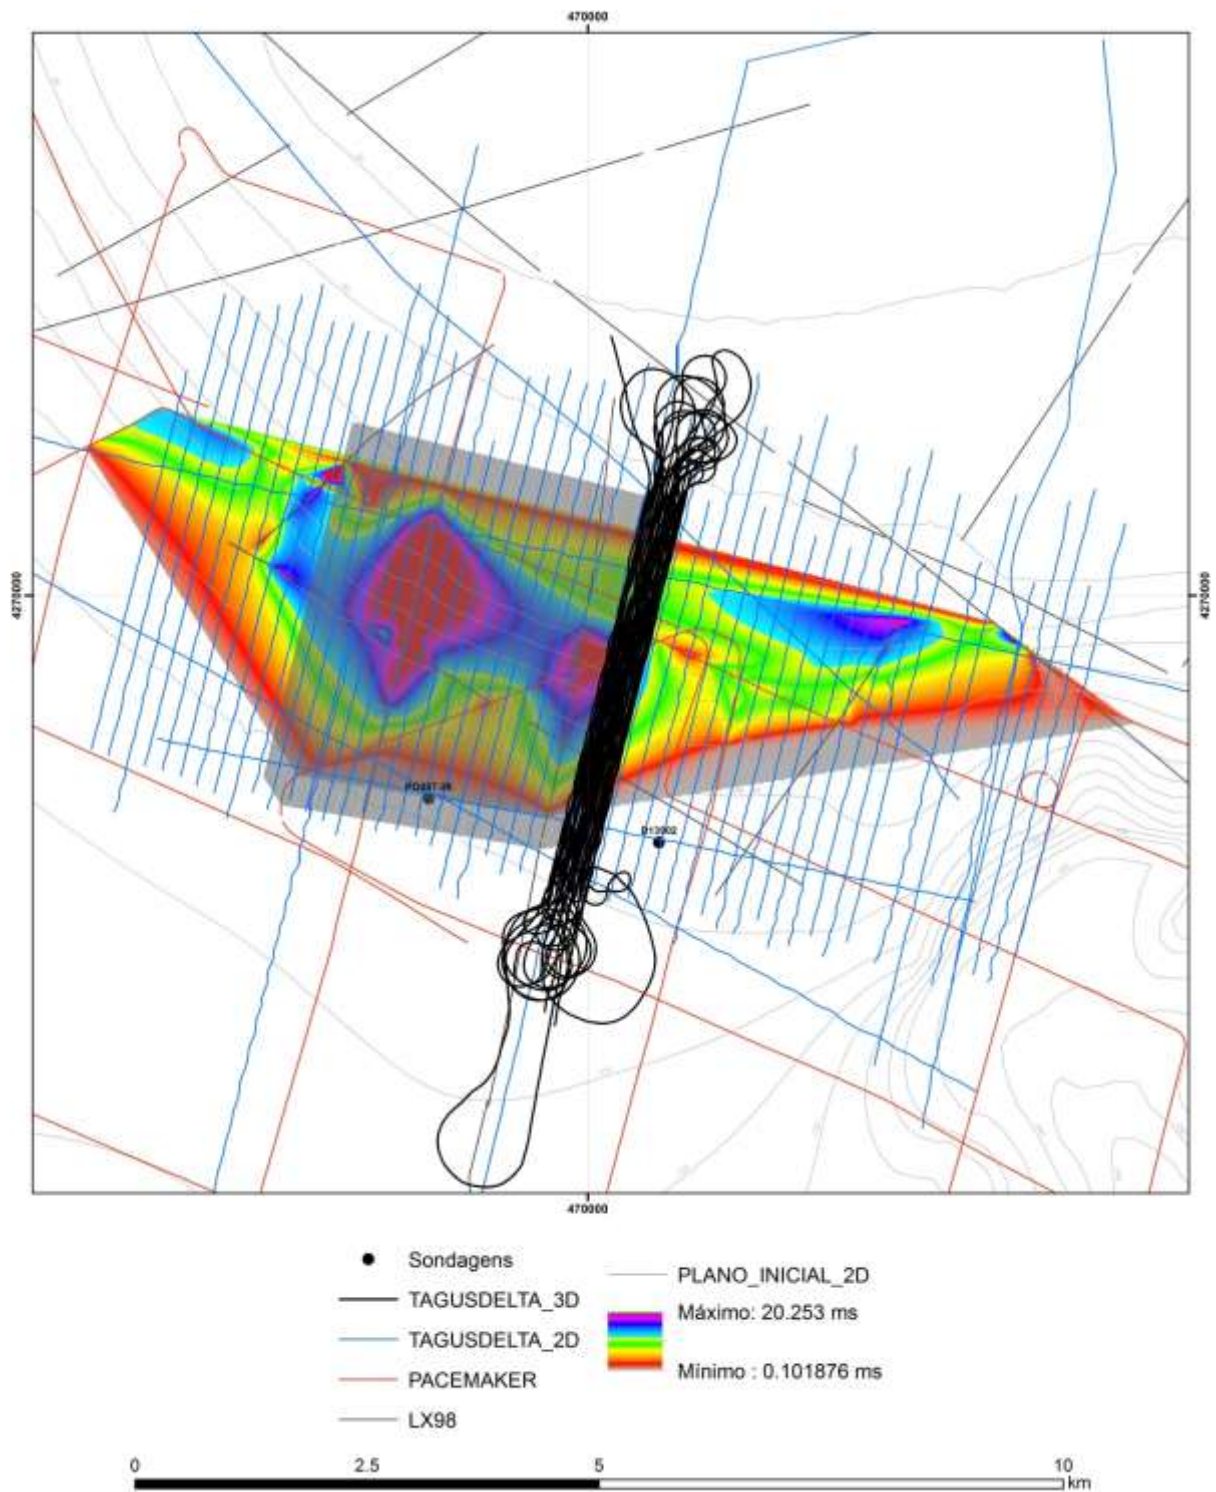 470000
4270000
4270000
D13902
470000
Sondagens
TAGUSDELTA_3D
TAGUSDELTA_2D
PACEMAKER
LX98
PLANO_INICIAL_2D
Máximo: 20.253 ms
Mínimo : 0.101876 ms
0 2.5 5 10
km